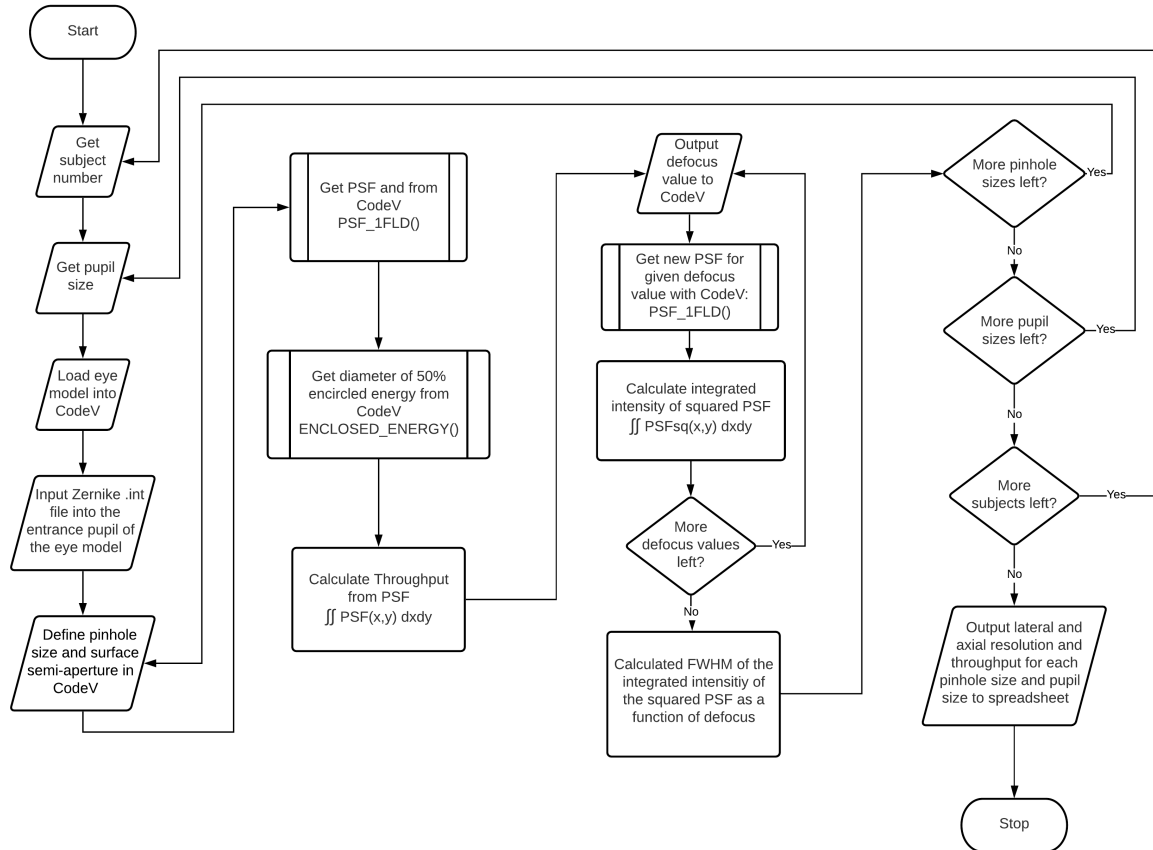 Start
Get
subject
number
Get pupil
size
Load eye
model into
CodeV
Input Zernike .int
file into the
entrance pupil of
the eye model
Define pinhole
size and surface
semi-aperture in
CodeV
Get PSF and from
CodeV
PSF_1FLD()
Get diameter of 50%
encircled energy from
CodeV
ENCLOSED_ENERGY()
Calculate Throughput
from PSF
∬ PSF(x,y) dxdy
Output
defocus
value to
CodeV
Get new PSF for
given defocus
value with CodeV:
PSF_1FLD()
Calculate integrated
intensity of squared PSF
∬ PSFsq(x,y) dxdy
More
defocus values
left?
Yes
No
Calculated FWHM of the
integrated intensitiy of
the squared PSF as a
function of defocus
More pinhole
sizes left?
Yes
No
More pupil
sizes left?
Yes
No
More
subjects left?
Yes
No
Output lateral and
axial resolution and
throughput for each
pinhole size and pupil
size to spreadsheet
Stop